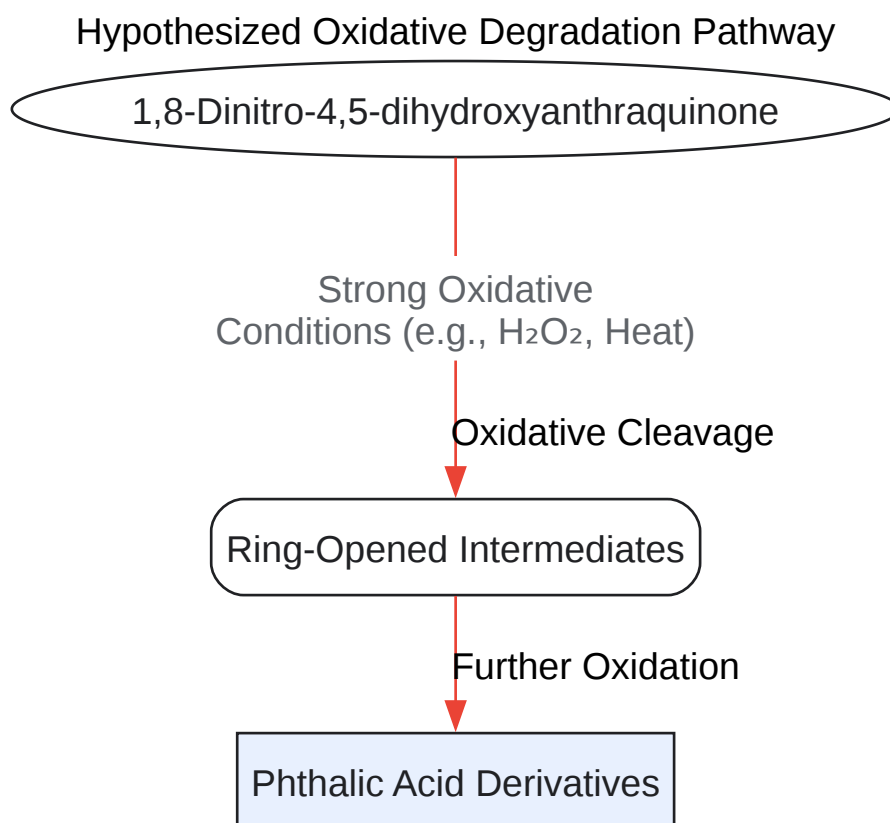 Hypothesized Oxidative Degradation Pathway
1,8-Dinitro-4,5-dihydroxyanthraquinone
Strong Oxidative
Conditions (e.g., H₂O₂, Heat)
Oxidative Cleavage
Ring-Opened Intermediates
Further Oxidation
Phthalic Acid Derivatives